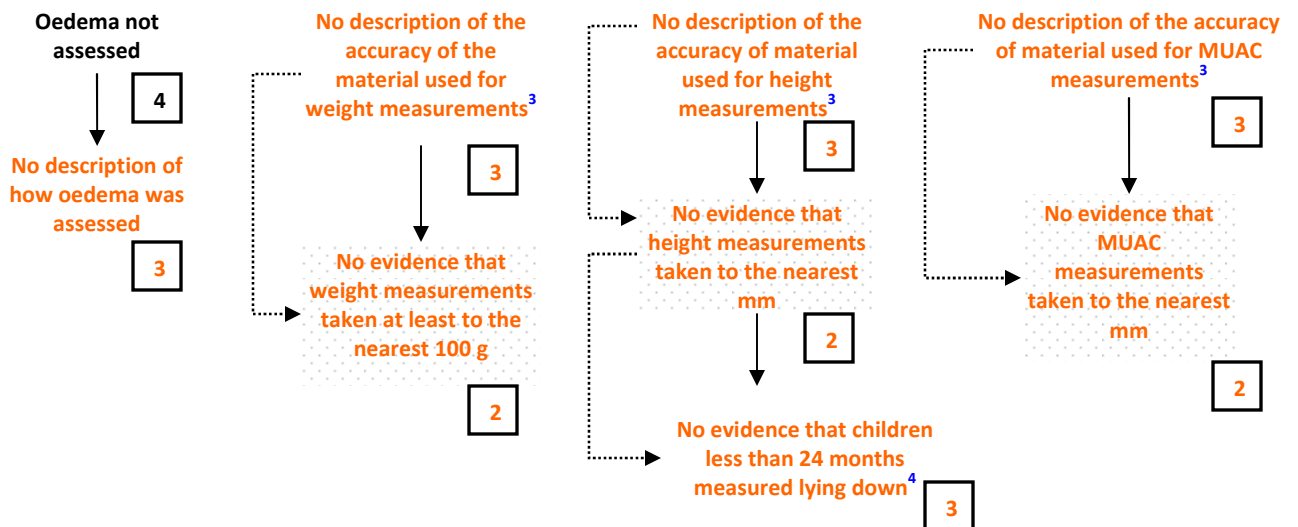 Oedema not
assessed
4
No description of
how oedema was
assessed
3
No description of the
accuracy of the
material used for
weight measurements3
3
No evidence that
weight measurements
taken at least to the
nearest 100 g
2
No description of the
accuracy of material
used for height
measurements3
3
No evidence that
height measurements
taken to the nearest
mm
2
No evidence that children
less than 24 months
measured lying down4
3
No description of the accuracy
of material used for MUAC
measurements3
3
No evidence that
MUAC
measurements
taken to the nearest
mm
2